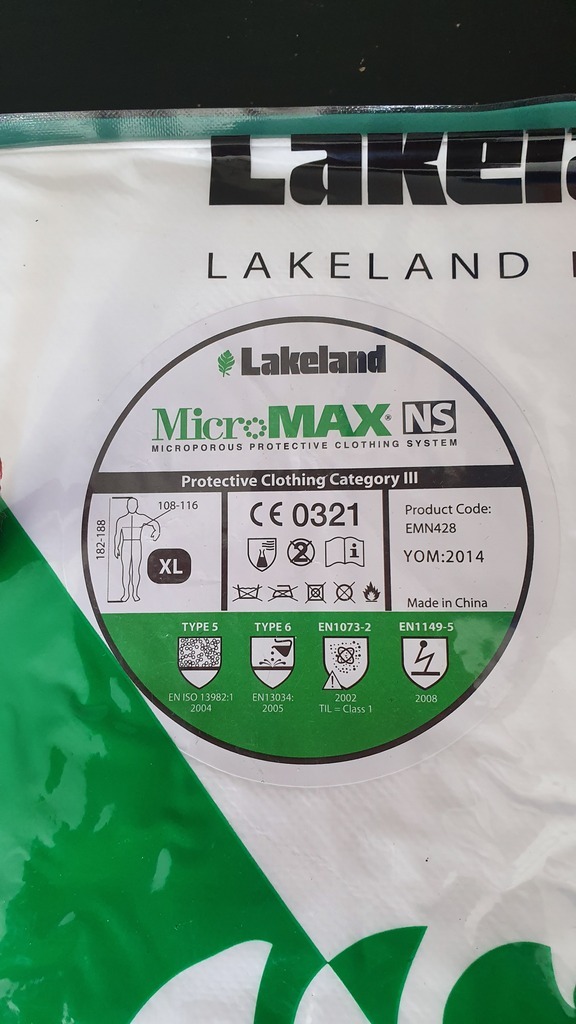 Lakela
LAKELAND
Lakeland
MicroMAX® NS
MICROPOROUS PROTECTIVE CLOTHING SYSTEM
Protective Clothing Category III
108-116
182-188
XL
CE 0321
2
i
Product Code:
EMN428
YOM:2014
Made in China
TYPE 5
EN ISO 13982:1
2004
TYPE 6
EN13034:
2005
EN1073-2
2002
TIL = Class 1
EN1149-5
2008